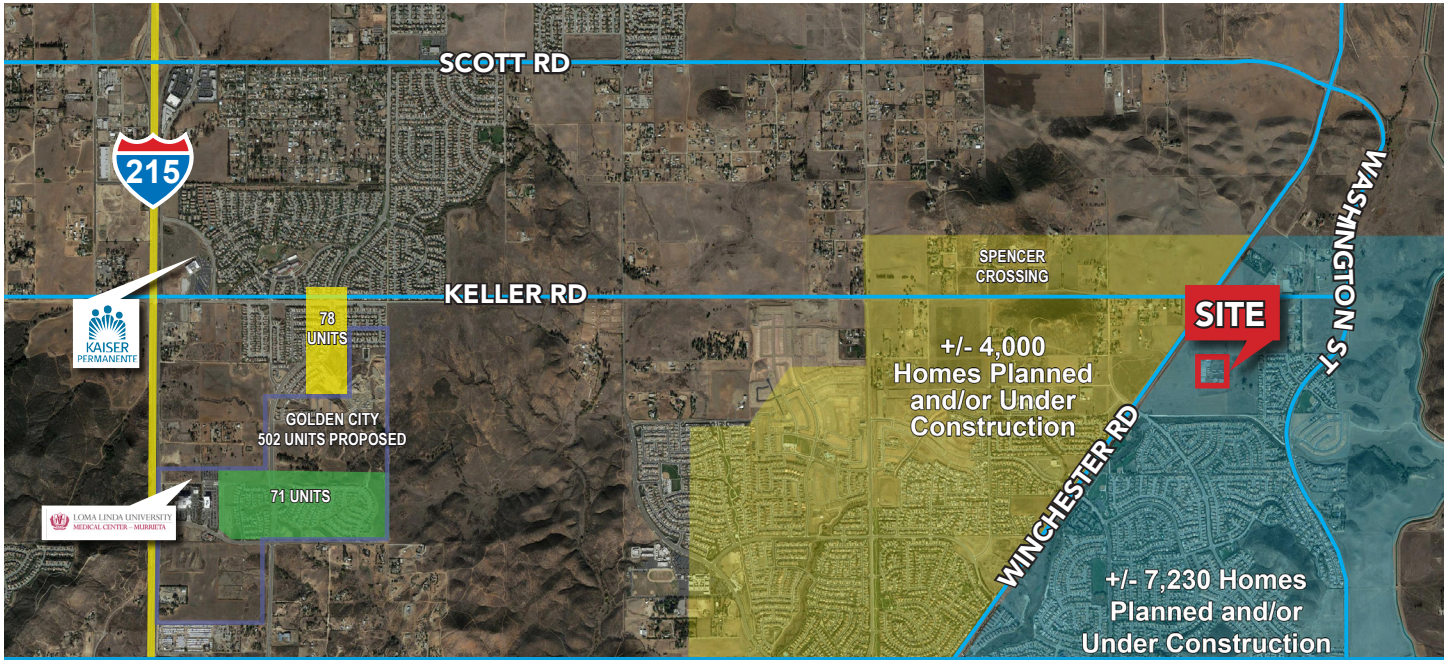 SCOTT RD
215
WASHNGTON ST
SPENCER
CROSSING
KELLER RD
SITE
KAISER
PERMANENTE
78
UNITS
+/- 4,000
Homes Planned
and/or Under
Construction
GOLDEN CITY
502 UNITS PROPOSED
WINCHESTER RD
71 UNITS
LOMA LINDA UNIVERSITY
MEDICAL CENTER – MURRIETA
+/- 7,230 Homes
Planned and/or
Under Construction